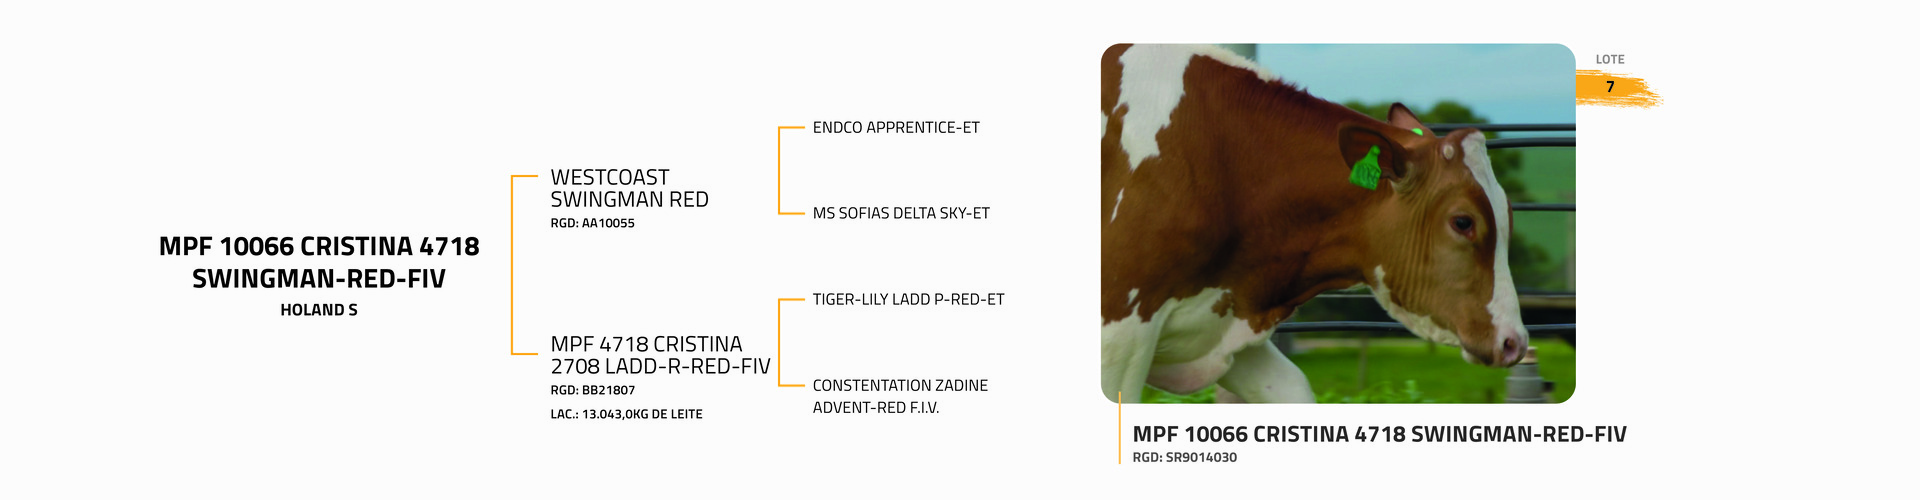 MPF 10066 CRISTINA 4718
SWINGMAN-RED-FIV
HOLAND S
WESTCOAST
SWINGMAN RED
RGD: AA10055
MPF 4718 CRISTINA
2708 LADD-R-RED-FIV
RGD: BB21807
LAC.: 13.043,0KG DE LEITE
ENDCO APPRENTICE-ET
MS SOFIAS DELTA SKY-ET
TIGER-LILY LADD P-RED-ET
CONSTENTATION ZADINE
ADVENT-RED F.I.V.
LOTE
7
MPF 10066 CRISTINA 4718 SWINGMAN-RED-FIV
RGD: SR9014030